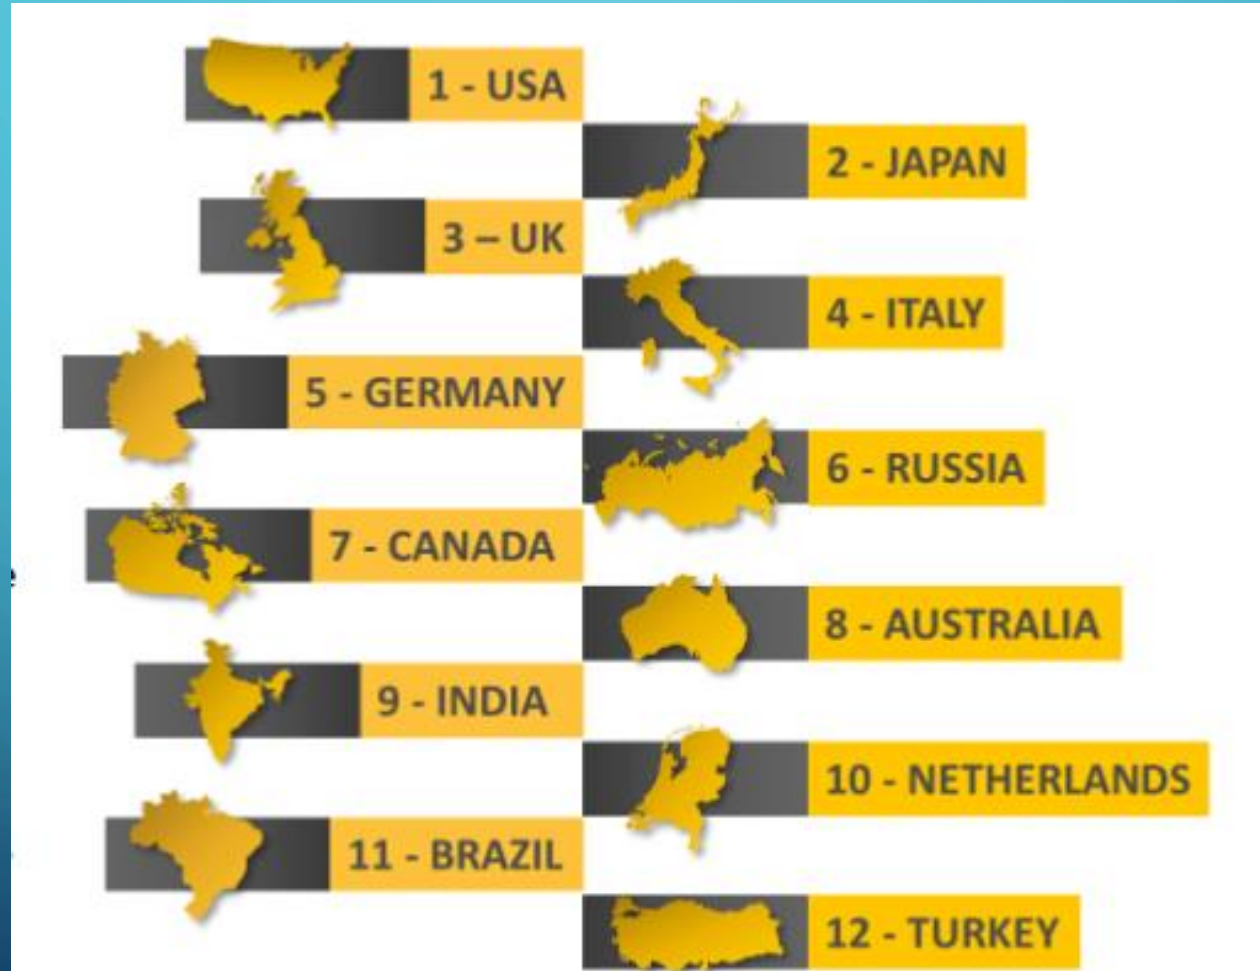 1 - USA
2 - JAPAN
3 – UK
4 - ITALY
5 - GERMANY
6 - RUSSIA
7 - CANADA
8 - AUSTRALIA
9 - INDIA
10 - NETHERLANDS
11 - BRAZIL
12 - TURKEY